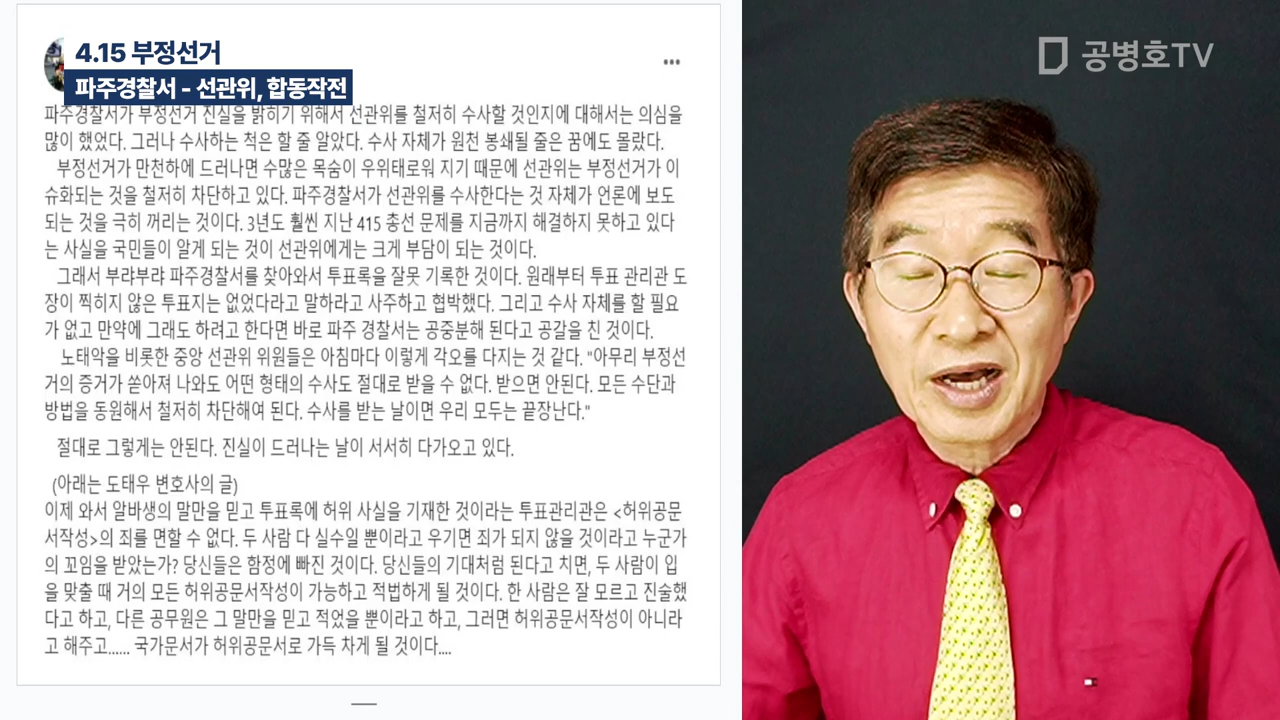 4.15 부정선거
파주경찰서 - 선관위, 합동작전
파주경찰서가 부정선거 진실을 밝히기 위해서 선관위를 철저히 수사할 것인지에 대해서는 의심을
많이 했었다. 그러나 수사하는 척은 할 줄 알았다. 수사 자체가 원천 봉쇄될 줄은 꿈에도 몰랐다.
부정선거가 만천하에 드러나면 수많은 목숨이 우위태로워 지기 때문에 선관위는 부정선거가 이
슈화되는 것을 철저히 차단하고 있다. 파주경찰서가 선관위를 수사한다는 것 자체가 언론에 보도
되는 것을 극히 꺼리는 것이다. 3년도 훨씬 지난 415 총선 문제를 지금까지 해결하지 못하고 있다
는 사실을 국민들이 알게 되는 것이 선관위에게는 크게 부담이 되는 것이다.
그래서 부랴부랴 파주경찰서를 찾아와서 투표록을 잘못 기록한 것이다. 원래부터 투표 관리관 도
장이 찍히지 않은 투표지는 없었다라고 말하라고 사주하고 협박했다. 그리고 수사 자체를 할 필요
가 없고 만약에 그래도 하려고 한다면 바로 파주 경찰서는 공중분해 된다고 공갈을 친 것이다.
노태악을 비롯한 중앙 선관위 위원들은 아침마다 이렇게 각오를 다지는 것 같다. "아무리 부정선
거의 증거가 쏟아져 나와도 어떤 형태의 수사도 절대로 받을 수 없다. 받으면 안된다. 모든 수단과
방법을 동원해서 철저히 차단해여 된다. 수사를 받는 날이면 우리 모두는 끝장난다."
절대로 그렇게는 안된다. 진실이 드러나는 날이 서서히 다가오고 있다.
(아래는 도태우 변호사의 글)
이제 와서 알바생의 말만을 믿고 투표록에 허위 사실을 기재한 것이라는 투표관리관은 <허위공문
서작성>의 죄를 면할 수 없다. 두 사람 다 실수일 뿐이라고 우기면 죄가 되지 않을 것이라고 누군가
의 꼬임을 받았는가? 당신들은 함정에 빠진 것이다. 당신들의 기대처럼 된다고 치면, 두 사람이 입
을 맞출 때 거의 모든 허위공문서작성이 가능하고 적법하게 될 것이다. 한 사람은 잘 모르고 진술했
다고 하고, 다른 공무원은 그 말만을 믿고 적었을 뿐이라고 하고, 그러면 허위공문서작성이 아니라
고 해주고...... 국가문서가 허위공문서로 가득 차게 될 것이다....
공병호TV